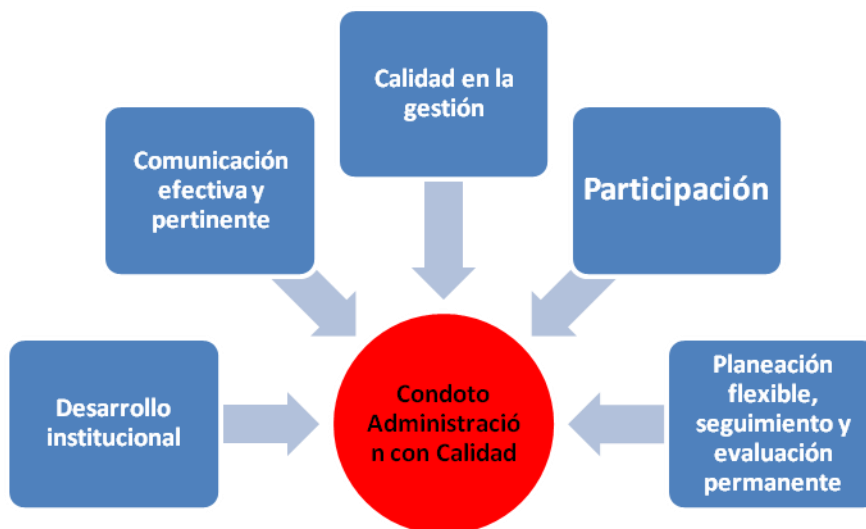 Calidad en la
gestión
Comunicación
efectiva y
pertinente
Participación
Desarrollo
institucional
Condoto
Administració
n con Calidad
Planeación
flexible,
seguimiento y
evaluación
permanente